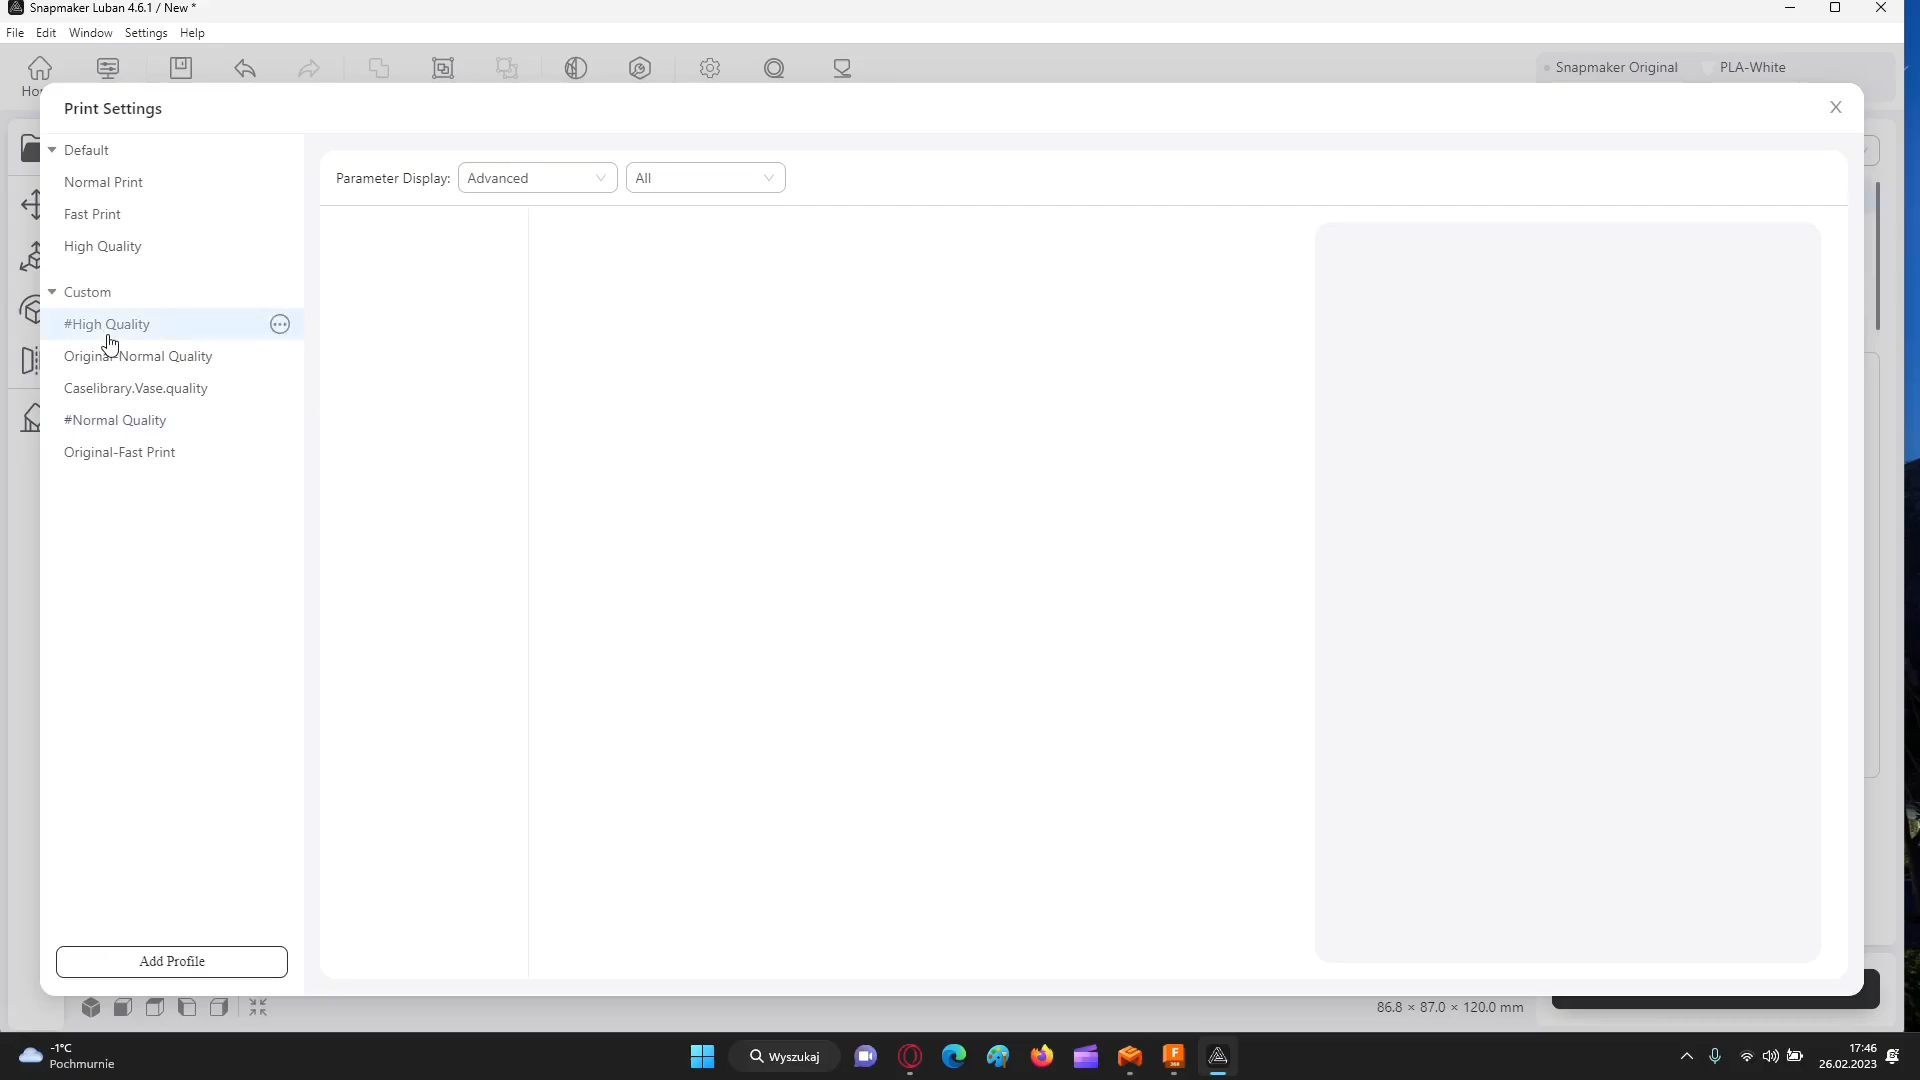 Snapmaker Luban 4.6.1 / New *
File Edit Window Settings Help
Snapmaker Original PLA-White
Print Settings
Default
Normal Print
Fast Print
High Quality
Custom
#High Quality
Original-Normal Quality
Caselibrary.Vase.quality
#Normal Quality
Original-Fast Print
Add Profile
Parameter Display: Advanced All
86.8 × 87.0 × 120.0 mm
-1°C
Pochmurnie
Wyszukaj
17:46
26.02.2023